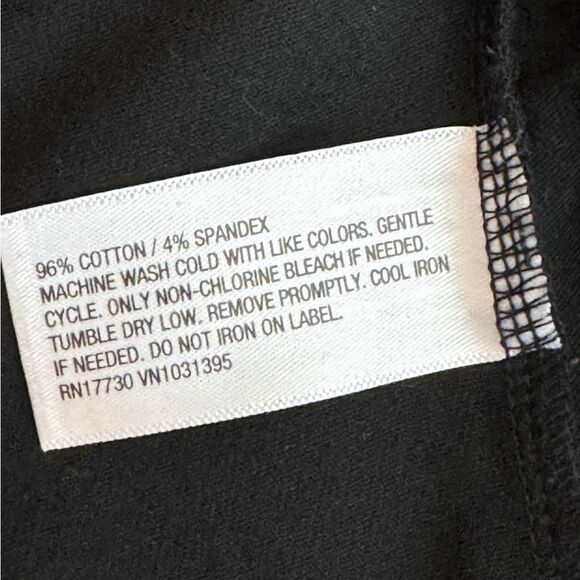 96% COTTON / 4% SPANDEX
MACHINE WASH COLD WITH LIKE COLORS. GENTLE
CYCLE. ONLY NON-CHLORINE BLEACH IF NEEDED.
TUMBLE DRY LOW. REMOVE PROMPTLY. COOL IRON
IF NEEDED. DO NOT IRON ON LABEL.
RN17730 VN1031395